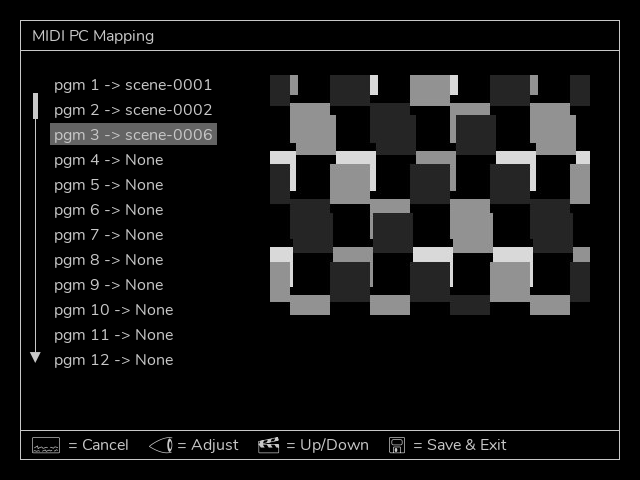 MIDI PC Mapping
pgm 1 -> scene-0001
pgm 2 -> scene-0002
pgm 3 -> scene-0006
pgm 4 -> None
pgm 5 -> None
pgm 6 -> None
pgm 7 -> None
pgm 8 -> None
pgm 9 -> None
pgm 10 -> None
pgm 11 -> None
pgm 12 -> None
= Cancel = Adjust = Up/Down = Save & Exit